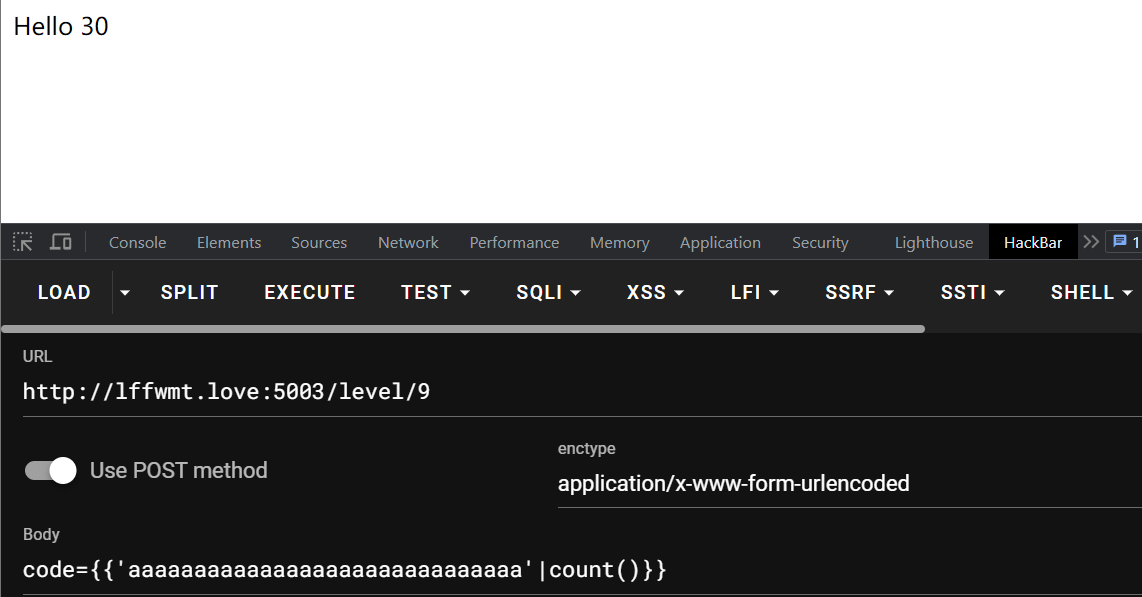 Hello 30
Console Elements Sources Network Performance Memory Application Security Lighthouse HackBar 1
LOAD SPLIT EXECUTE TEST SQLI XSS LFI SSRF SSTI SHELL
URL
http://lffwmt.love:5003/level/9
Use POST method
enctype
application/x-www-form-urlencoded
Body
code={{'aaaaaaaaaaaaaaaaaaaaaaaaaaaaaa'|count()}}